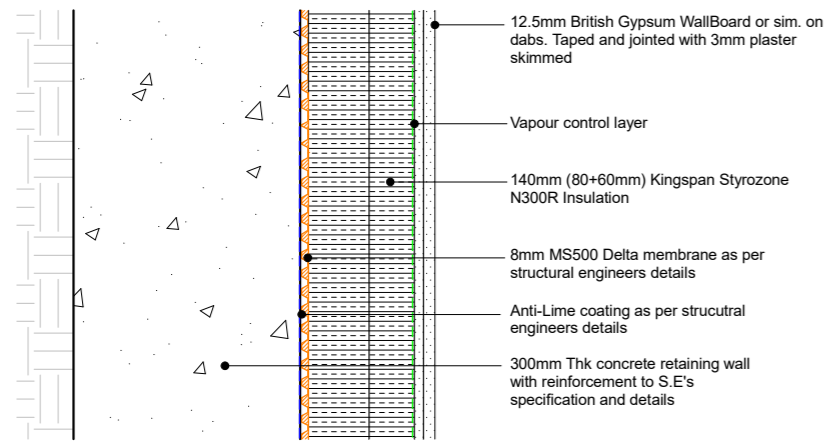 12.5mm British Gypsum WallBoard or sim. on
dabs. Taped and jointed with 3mm plaster
skimmed
Vapour control layer
140mm (80+60mm) Kingspan Styrozone
N300R Insulation
8mm MS500 Delta membrane as per
structural engineers details
Anti-Lime coating as per strucutral
engineers details
300mm Thk concrete retaining wall
with reinforcement to S.E's
specification and details